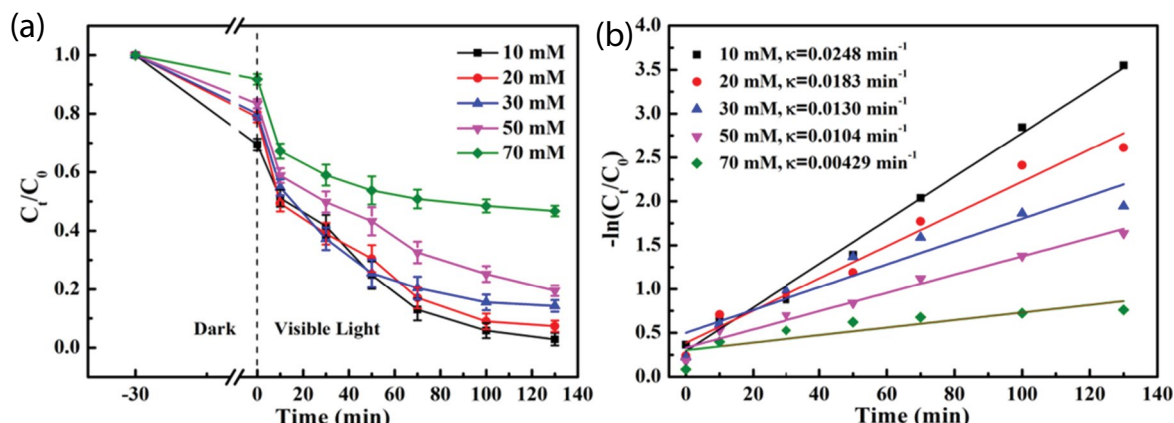 (a)
Cₜ/C₀
1.0
0.8
0.6
0.4
0.2
0.0
10 mM
20 mM
30 mM
50 mM
70 mM
Dark
Visible Light
-30 0 20 40 60 80 100 120 140
Time (min)
(b)
-ln(Cₜ/C₀)
4.0
3.5
3.0
2.5
2.0
1.5
1.0
0.5
0.0
10 mM, κ=0.0248 min⁻¹
20 mM, κ=0.0183 min⁻¹
30 mM, κ=0.0130 min⁻¹
50 mM, κ=0.0104 min⁻¹
70 mM, κ=0.00429 min⁻¹
0 20 40 60 80 100 120 140
Time (min)